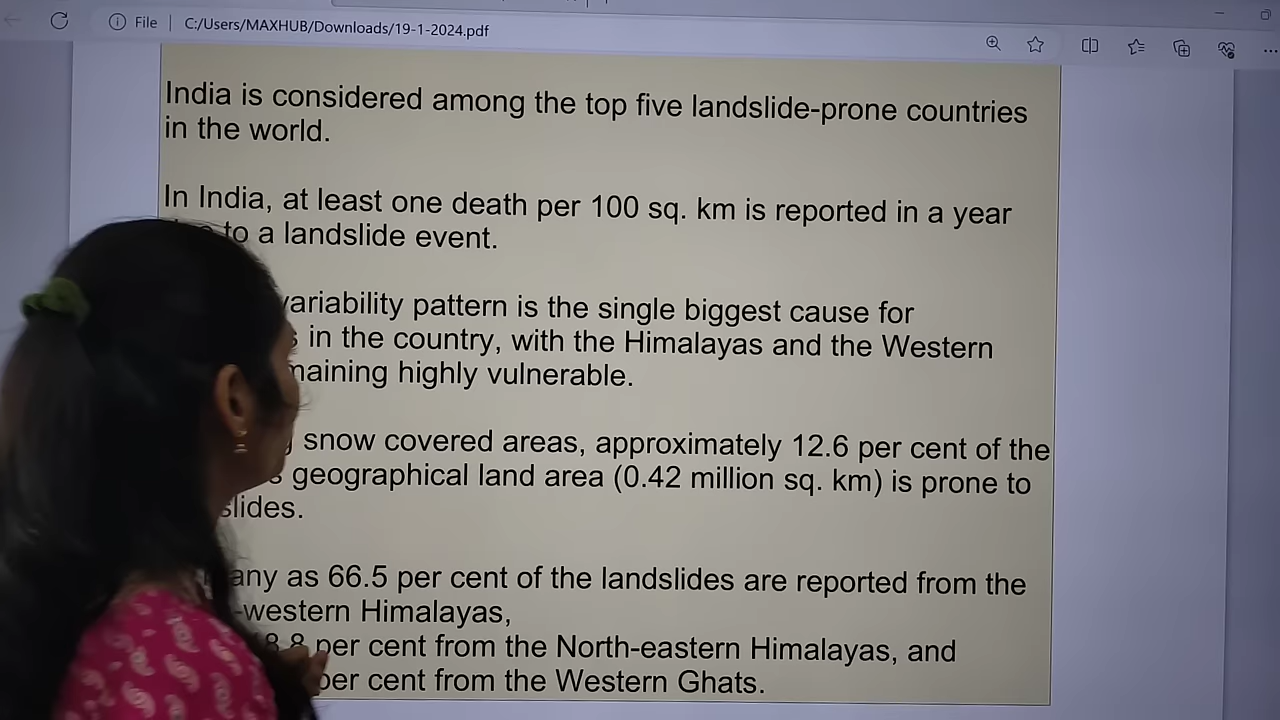 File | C:/Users/MAXHUB/Downloads/19-1-2024.pdf
India is considered among the top five landslide-prone countries
in the world.
In India, at least one death per 100 sq. km is reported in a year
to a landslide event.
variability pattern is the single biggest cause for
in the country, with the Himalayas and the Western
highly vulnerable.
snow covered areas, approximately 12.6 per cent of the
geographical land area (0.42 million sq. km) is prone to
as 66.5 per cent of the landslides are reported from the
-western Himalayas,
per cent from the North-eastern Himalayas, and
per cent from the Western Ghats.